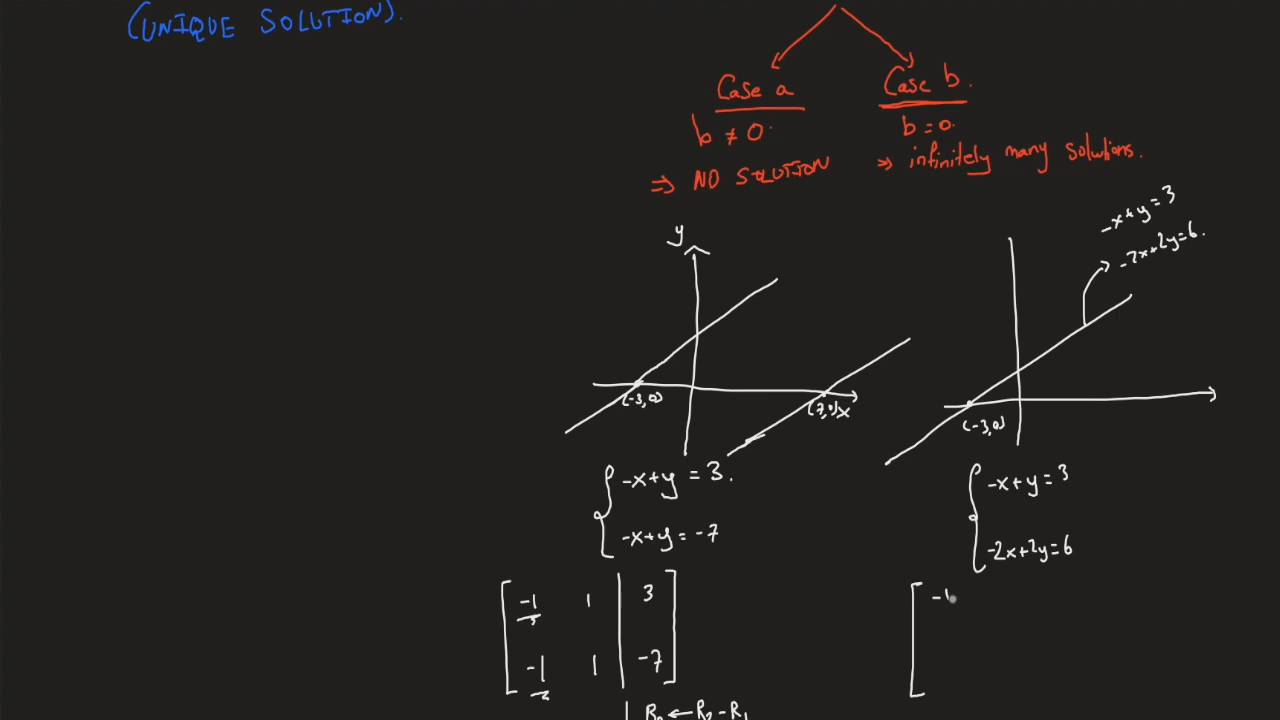 (UNIQUE SOLUTION).
Case a
b ≠ 0.
⇒ NO SOLUTION
Case b.
b = 0.
⇒ infinitely many solutions.
y
(-3,0)
(7,0)
x
-x+y=3
-2x+2y=6.
(-3,0)
-x+y = 3.
-x+y = -7
-x+y = 3
-2x+2y=6
-1 1 | 3
-1 1 | -7
R2 ← R2-R1
-1